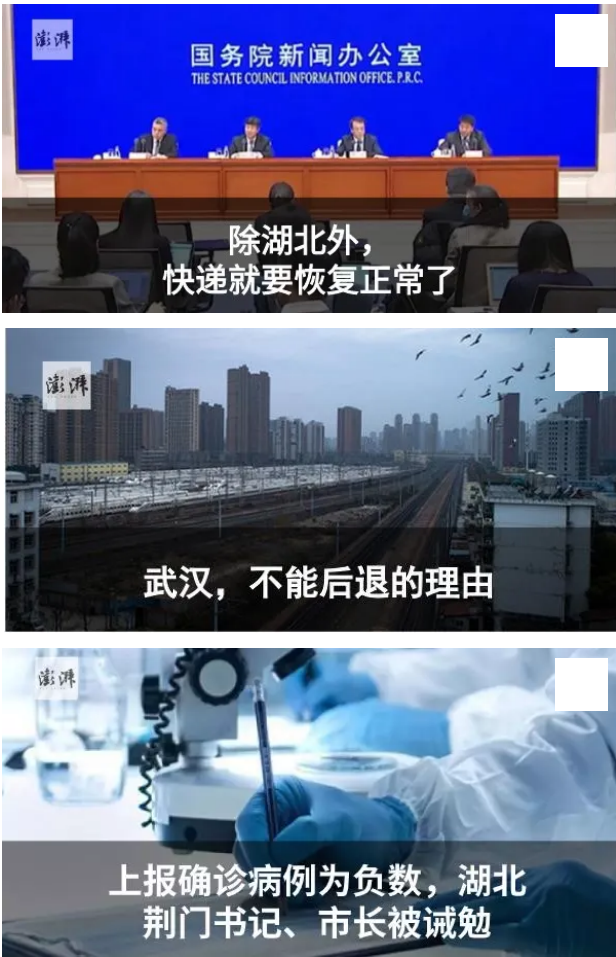 澎湃
国务院新闻办公室
THE STATE COUNCIL INFORMATION OFFICE, P.R.C.
除湖北外，
快递就要恢复正常了
澎湃
武汉，不能后退的理由
澎湃
上报确诊病例为负数，湖北
荆门书记、市长被诫勉